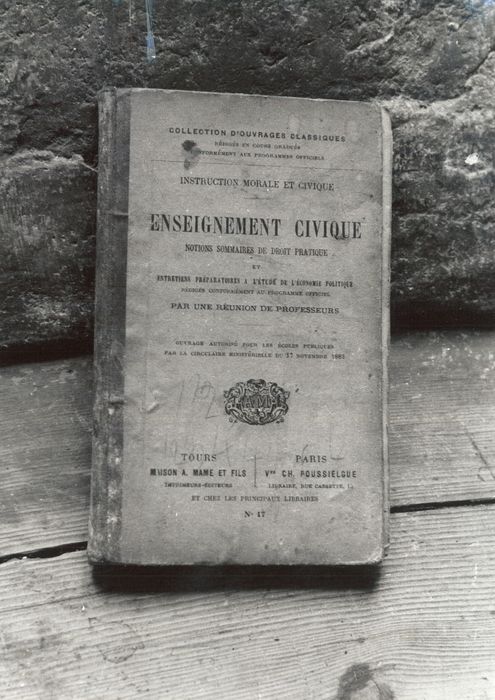 COLLECTION D'OUVRAGES CLASSIQUES
RÉDIGÉS EN COURS GRADUÉS
CONFORMÉMENT AUX PROGRAMMES OFFICIELS
INSTRUCTION MORALE ET CIVIQUE
ENSEIGNEMENT CIVIQUE
NOTIONS SOMMAIRES DE DROIT PRATIQUE
ET
ENTRETIENS PRÉPARATOIRES A L'ÉTUDE DE L'ÉCONOMIE POLITIQUE
RÉDIGÉS CONFORMÉMENT AU PROGRAMME OFFICIEL
PAR UNE RÉUNION DE PROFESSEURS
OUVRAGE AUTORISÉ POUR LES ÉCOLES PUBLIQUES
PAR LA CIRCULAIRE MINISTÉRIELLE DU 17 NOVEMBRE 1883
AM
TOURS
MAISON A. MAME ET FILS
IMPRIMEURS-ÉDITEURS
PARIS
Vve CH. POUSSIELGUE
LIBRAIRE, RUE CASSETTE,
ET CHEZ LES PRINCIPAUX LIBRAIRES
No 17